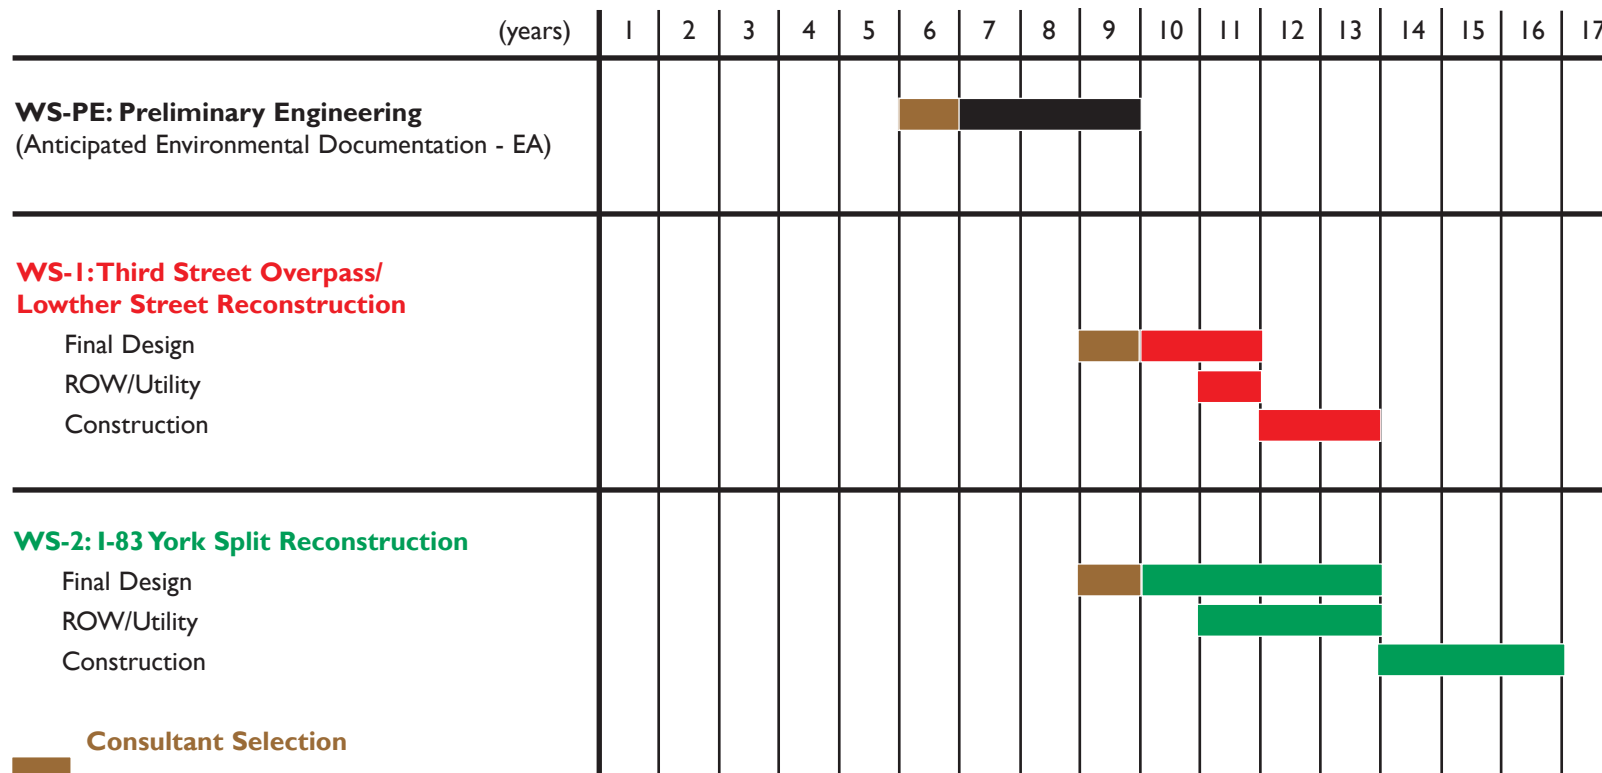 (years) 1 2 3 4 5 6 7 8 9 10 11 12 13 14 15 16 17
WS-PE: Preliminary Engineering
(Anticipated Environmental Documentation - EA)
WS-1: Third Street Overpass/
Lowther Street Reconstruction
Final Design
ROW/Utility
Construction
WS-2: I-83 York Split Reconstruction
Final Design
ROW/Utility
Construction
Consultant Selection